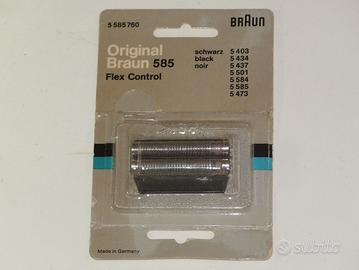 5 585 760
BRAUN
Original
Braun 585
Flex Control
schwarz
black
noir
5 403
5 434
5 437
5 501
5 584
5 585
5 473
Made in Germany
subito